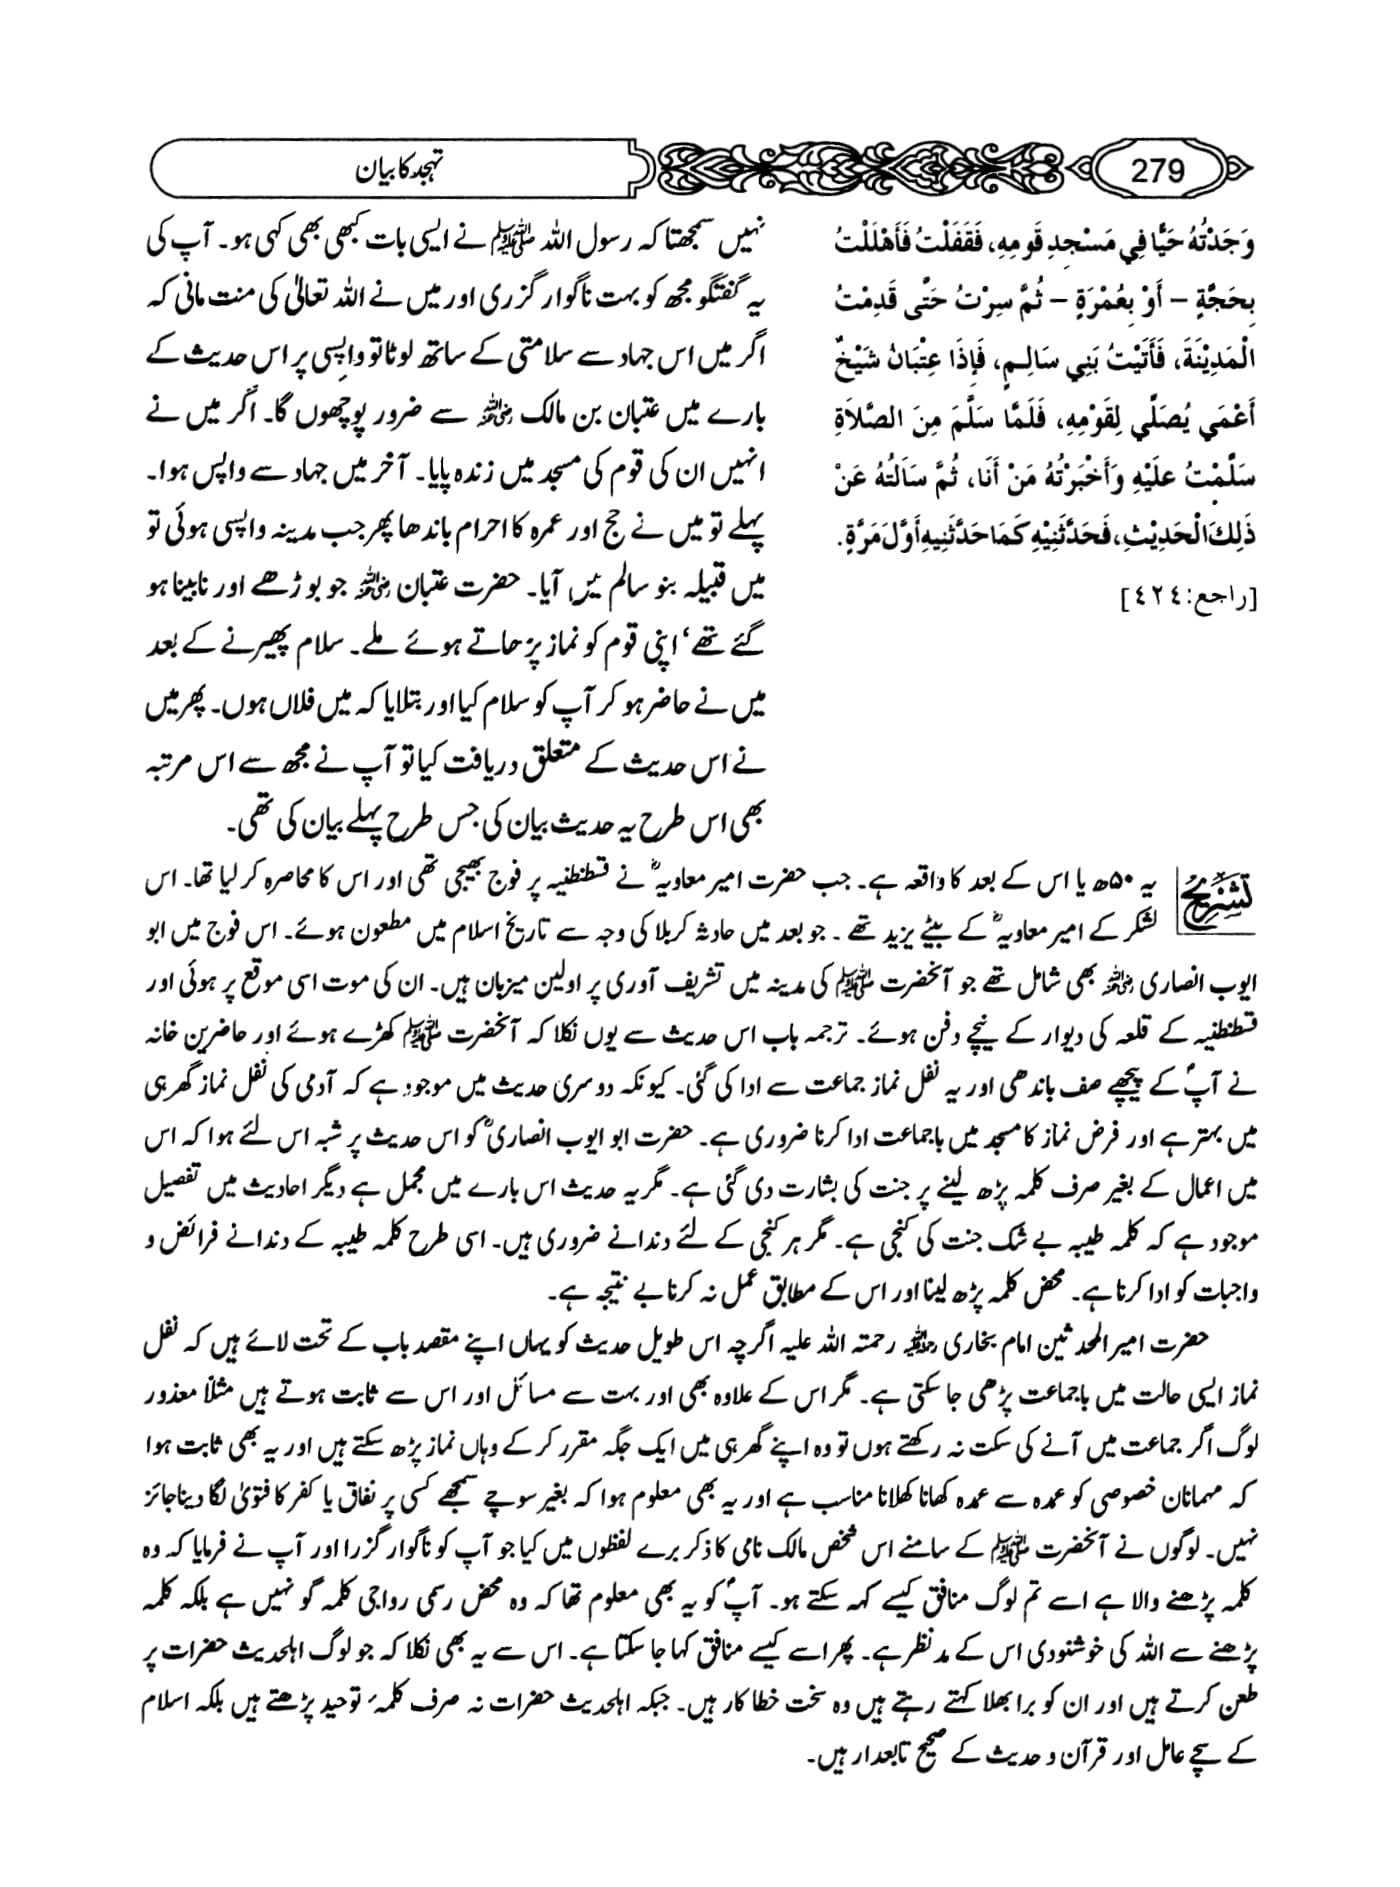 279
تہجد کا بیان
وَجَدْتُهُ حَيًّا فِي مَسْجِدِ قَومِهِ، فَقَفَلْتُ فَأَهْلَلْتُ
بِحَجَّةٍ – أَوْ بِعُمْرَةٍ – ثُمَّ سِرْتُ حَتَّى قَدِمْتُ
الْمَدِيْنَةَ، فَأَتَيْتُ بَنِي سَالِمٍ، فَإِذَا عِتْبَانُ شَيْخٌ
أَعْمَى يُصَلِّي لِقَوْمِهِ، فَلَمَّا سَلَّمَ مِنَ الصَّلاَةِ
سَلَّمْتُ عَلَيْهِ وَأَخْبَرْتُهُ مَنْ أَنَا، ثُمَّ سَأَلتُهُ عَنْ
ذَلِكَ الْحَدِيْثِ، فَحَدَّثَنِيْهِ كَمَا حَدَّثَنِيهِ أَوَّلَ مَرَّةٍ.
[راجع: ٤٢٤]
نہیں سمجھتا کہ رسول اللہ ﷺ نے ایسی بات کبھی بھی کہی ہو۔ آپ کی
یہ گفتگو مجھ کو بہت ناگوار گزری اور میں نے اللہ تعالیٰ کی منت مانی کہ
اگر میں اس جہاد سے سلامتی کے ساتھ لوٹا تو واپسی پر اس حدیث کے
بارے میں عتبان بن مالک رضی اللہ عنہ سے ضرور پوچھوں گا۔ اگر میں نے
انہیں ان کی قوم کی مسجد میں زندہ پایا۔ آخر میں جہاد سے واپس ہوا۔
پہلے تو میں نے حج اور عمرہ کا احرام باندھا پھر جب مدینہ واپسی ہوئی تو
میں قبیلہ بنو سالم میں آیا۔ حضرت عتبان رضی اللہ عنہ جو بوڑھے اور نابینا ہو
گئے تھے‘ اپنی قوم کو نماز پڑھاتے ہوئے ملے۔ سلام پھیرنے کے بعد
میں نے حاضر ہو کر آپ کو سلام کیا اور بتلایا کہ میں فلاں ہوں۔ پھر میں
نے اس حدیث کے متعلق دریافت کیا تو آپ نے مجھ سے اس مرتبہ
بھی اس طرح یہ حدیث بیان کی جس طرح پہلے بیان کی تھی۔
تشریح یہ ۵۰ھ یا اس کے بعد کا واقعہ ہے۔ جب حضرت امیر معاویہؓ نے قسطنطنیہ پر فوج بھیجی تھی اور اس کا محاصرہ کر لیا تھا۔ اس
لشکر کے امیر معاویہؓ کے بیٹے یزید تھے ۔ جو بعد میں حادثہ کربلا کی وجہ سے تاریخ اسلام میں مطعون ہوئے۔ اس فوج میں ابو
ایوب انصاری رضی اللہ عنہ بھی شامل تھے جو آنحضرت ﷺ کی مدینہ میں تشریف آوری پر اولین میزبان ہیں۔ ان کی موت اسی موقع پر ہوئی اور
قسطنطنیہ کے قلعہ کی دیوار کے نیچے دفن ہوئے۔ ترجمہ باب اس حدیث سے یوں نکلا کہ آنحضرت ﷺ کھڑے ہوئے اور حاضرین خانہ
نے آپؐ کے پیچھے صف باندھی اور یہ نفل نماز جماعت سے ادا کی گئی۔ کیونکہ دوسری حدیث میں موجود ہے کہ آدمی کی نفل نماز گھر ہی
میں بہتر ہے اور فرض نماز کا مسجد میں باجماعت ادا کرنا ضروری ہے۔ حضرت ابو ایوب انصاریؓ کو اس حدیث پر شبہ اس لئے ہوا کہ اس
میں اعمال کے بغیر صرف کلمہ پڑھ لینے پر جنت کی بشارت دی گئی ہے۔ مگر یہ حدیث اس بارے میں مجمل ہے دیگر احادیث میں تفصیل
موجود ہے کہ کلمہ طیبہ بے شک جنت کی کنجی ہے۔ مگر ہر کنجی کے لئے دندانے ضروری ہیں۔ اسی طرح کلمہ طیبہ کے دندانے فرائض و
واجبات کو ادا کرنا ہے۔ محض کلمہ پڑھ لینا اور اس کے مطابق عمل نہ کرنا بے نتیجہ ہے۔
حضرت امیر المحدثین امام بخاری رحمۃ اللہ علیہ رحمتہ اللہ علیہ اگرچہ اس طویل حدیث کو یہاں اپنے مقصد باب کے تحت لائے ہیں کہ نفل
نماز ایسی حالت میں باجماعت پڑھی جا سکتی ہے۔ مگر اس کے علاوہ بھی اور بہت سے مسائل اور اس سے ثابت ہوتے ہیں مثلاً معذور
لوگ اگر جماعت میں آنے کی سکت نہ رکھتے ہوں تو وہ اپنے گھر ہی میں ایک جگہ مقرر کر کے وہاں نماز پڑھ سکتے ہیں اور یہ بھی ثابت ہوا
کہ مہمانان خصوصی کو عمدہ سے عمدہ کھانا کھلانا مناسب ہے اور یہ بھی معلوم ہوا کہ بغیر سوچے سمجھے کسی پر نفاق یا کفر کا فتویٰ لگا دینا جائز
نہیں۔ لوگوں نے آنحضرت ﷺ کے سامنے اس شخص مالک نامی کا ذکر برے لفظوں میں کیا جو آپ کو ناگوار گزرا اور آپ نے فرمایا کہ وہ
کلمہ پڑھنے والا ہے اسے تم لوگ منافق کیسے کہہ سکتے ہو۔ آپؐ کو یہ بھی معلوم تھا کہ وہ محض رسمی رواجی کلمہ گو نہیں ہے بلکہ کلمہ
پڑھنے سے اللہ کی خوشنودی اس کے مدنظر ہے۔ پھر اسے کیسے منافق کہا جا سکتا ہے۔ اس سے یہ بھی نکلا کہ جو لوگ اہلحدیث حضرات پر
طعن کرتے ہیں اور ان کو برا بھلا کہتے رہتے ہیں وہ سخت خطا کار ہیں۔ جبکہ اہلحدیث حضرات نہ صرف کلمہٴ توحید پڑھتے ہیں بلکہ اسلام
کے سچے عامل اور قرآن و حدیث کے صحیح تابعدار ہیں۔